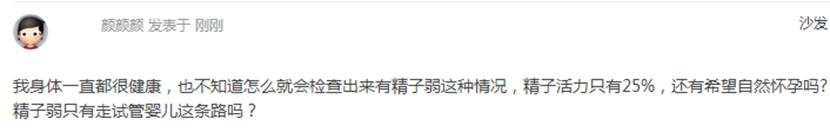 颜颜颜 发表于 刚刚 沙发
我身体一直都很健康，也不知道怎么就会检查出来有精子弱这种情况，精子活力只有25%，还有希望自然怀孕吗?
精子弱只有走试管婴儿这条路吗？